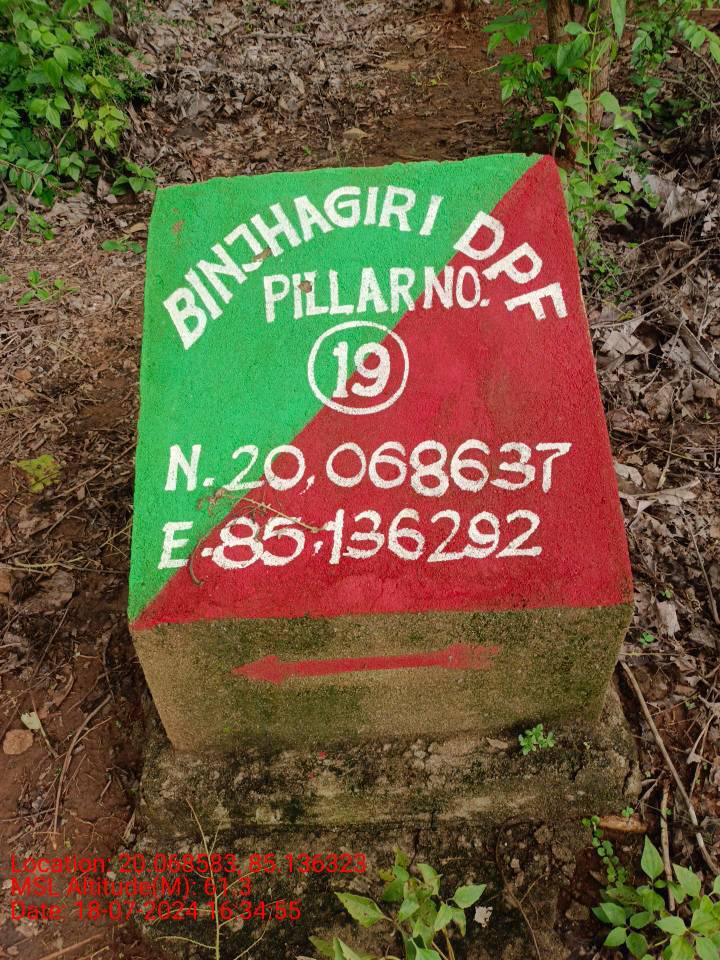 BINJHAGIRI DPF
PILLAR NO.
19
N. 20.068637
E-85.136292
Location: 20.068583, 85.136323
MSL Altitude(M): 61.3
Date: 18-07-2024 16:34:55